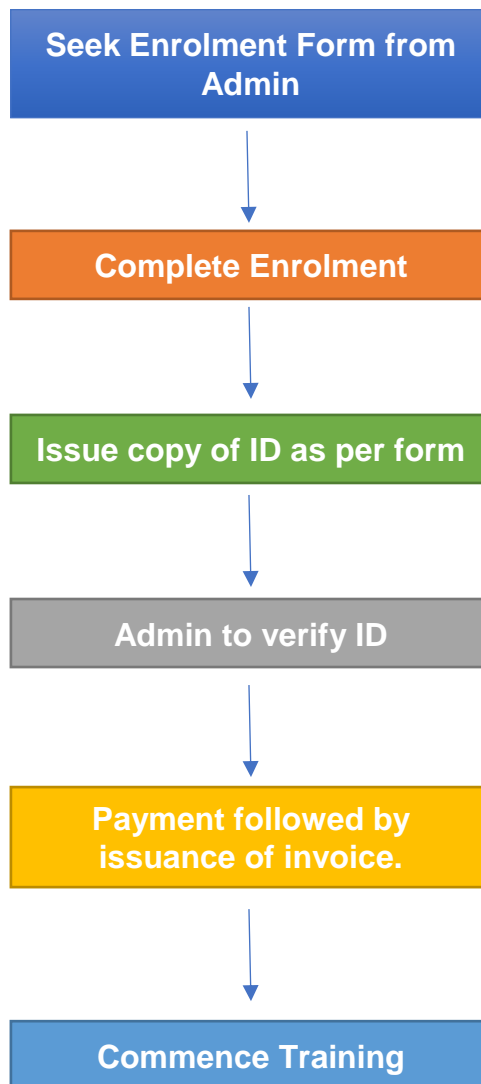 Seek Enrolment Form from
Admin
Complete Enrolment
Issue copy of ID as per form
Admin to verify ID
Payment followed by
issuance of invoice.
Commence Training